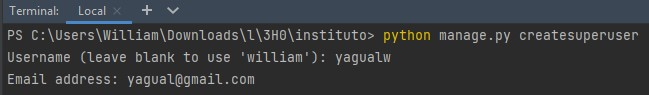 Terminal: Local × + ∨
PS C:\Users\William\Downloads\l\3H0\instituto> python manage.py createsuperuser
Username (leave blank to use 'william'): yagualw
Email address: yagual@gmail.com